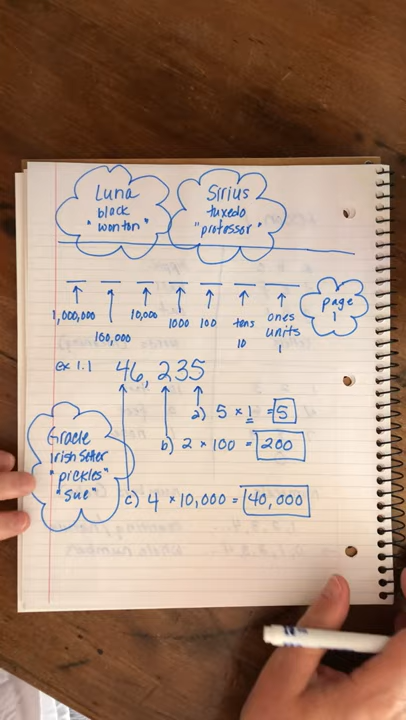 Luna
black
"wonton"
Sirius
tuxedo
"professor"
1,000,000
100,000
10,000
1000
100
tens
10
ones
units
1
page
1
ex 1.1 46,235
a) 5 × 1 = 5
b) 2 × 100 = 200
c) 4 × 10,000 = 40,000
Gracie
Irish Setter
"pickles"
"Sue"